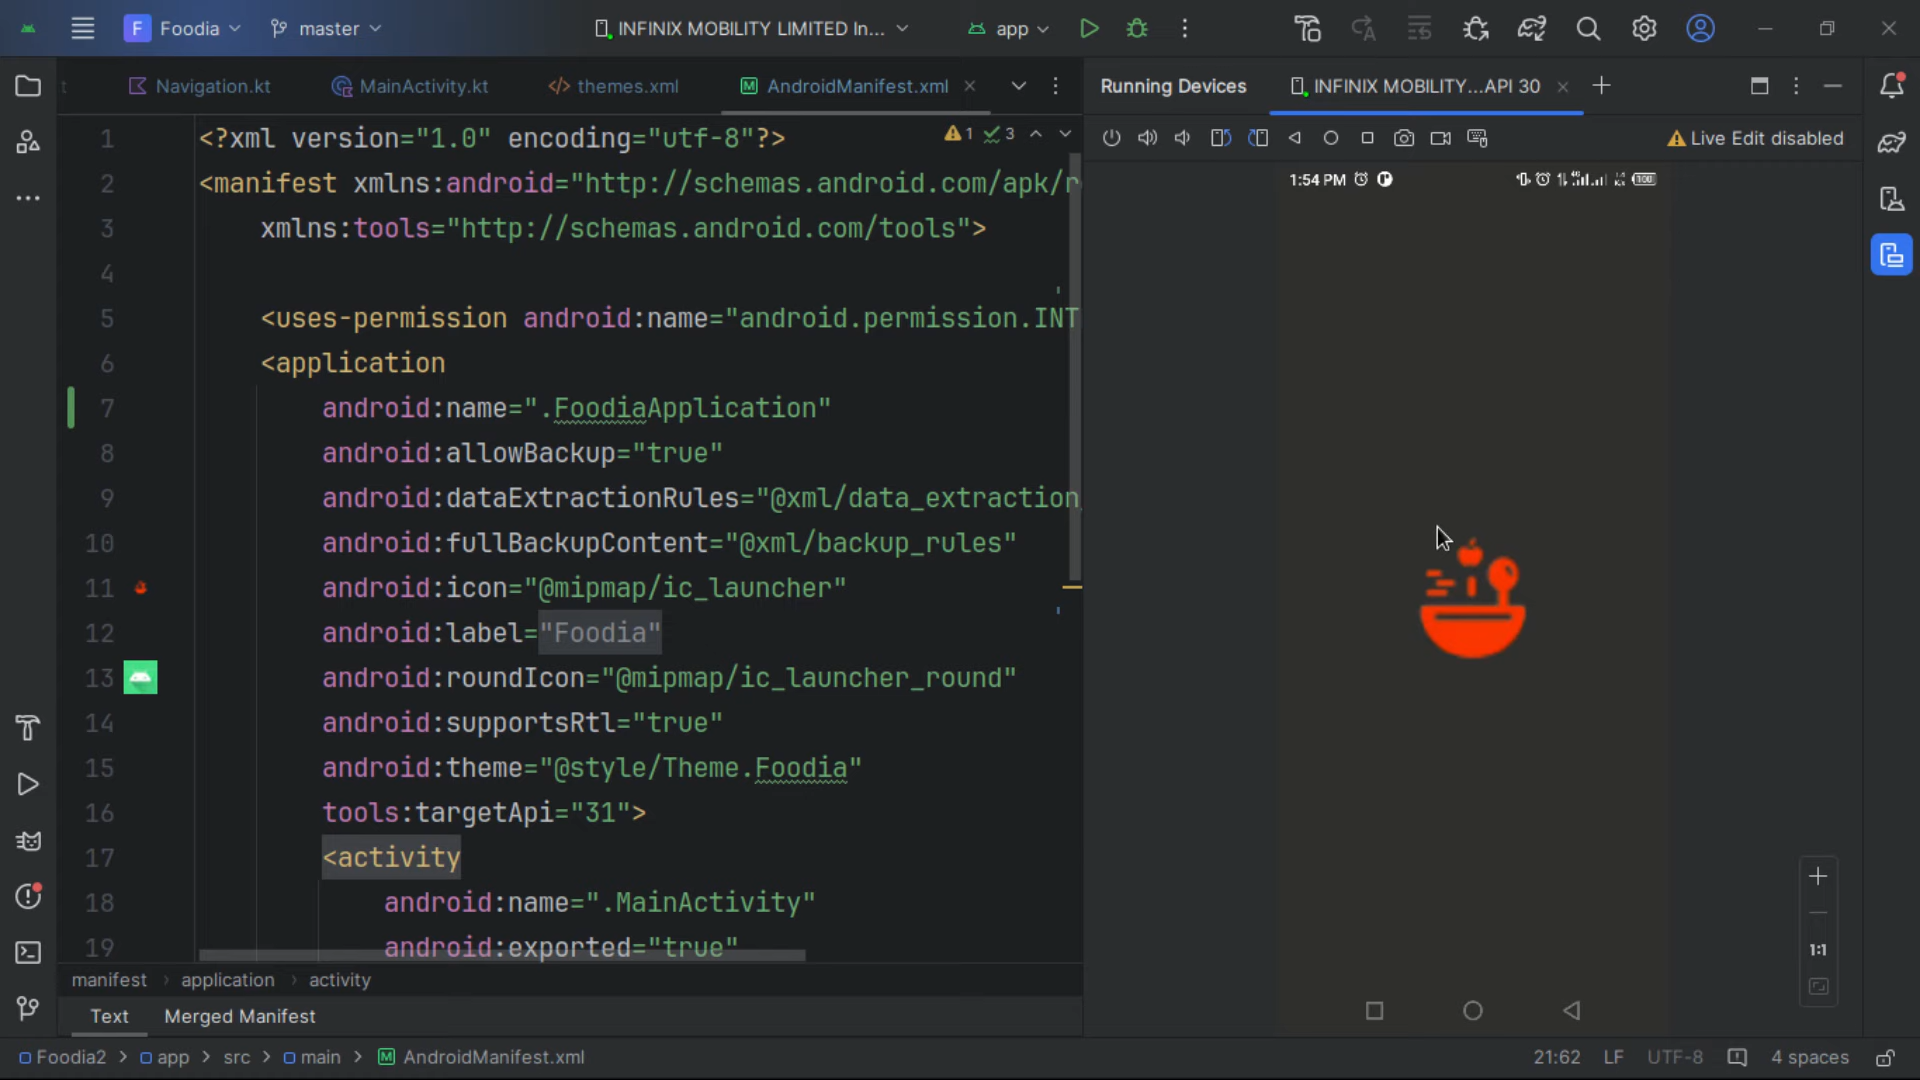 F Foodia master INFINIX MOBILITY LIMITED In... app
Navigation.kt MainActivity.kt themes.xml AndroidManifest.xml
Running Devices INFINIX MOBILITY...API 30
Live Edit disabled
1 <?xml version="1.0" encoding="utf-8"?> 1 3
2 <manifest xmlns:android="http://schemas.android.com/apk/r
3 xmlns:tools="http://schemas.android.com/tools">
4
5 <uses-permission android:name="android.permission.INT
6 <application
7 android:name=".FoodiaApplication"
8 android:allowBackup="true"
9 android:dataExtractionRules="@xml/data_extraction_
10 android:fullBackupContent="@xml/backup_rules"
11 android:icon="@mipmap/ic_launcher"
12 android:label="Foodia"
13 android:roundIcon="@mipmap/ic_launcher_round"
14 android:supportsRtl="true"
15 android:theme="@style/Theme.Foodia"
16 tools:targetApi="31">
17 <activity
18 android:name=".MainActivity"
19 android:exported="true"
1:54 PM 100
1:1
manifest application activity
Text Merged Manifest
Foodia2 app src main AndroidManifest.xml 21:62 LF UTF-8 4 spaces